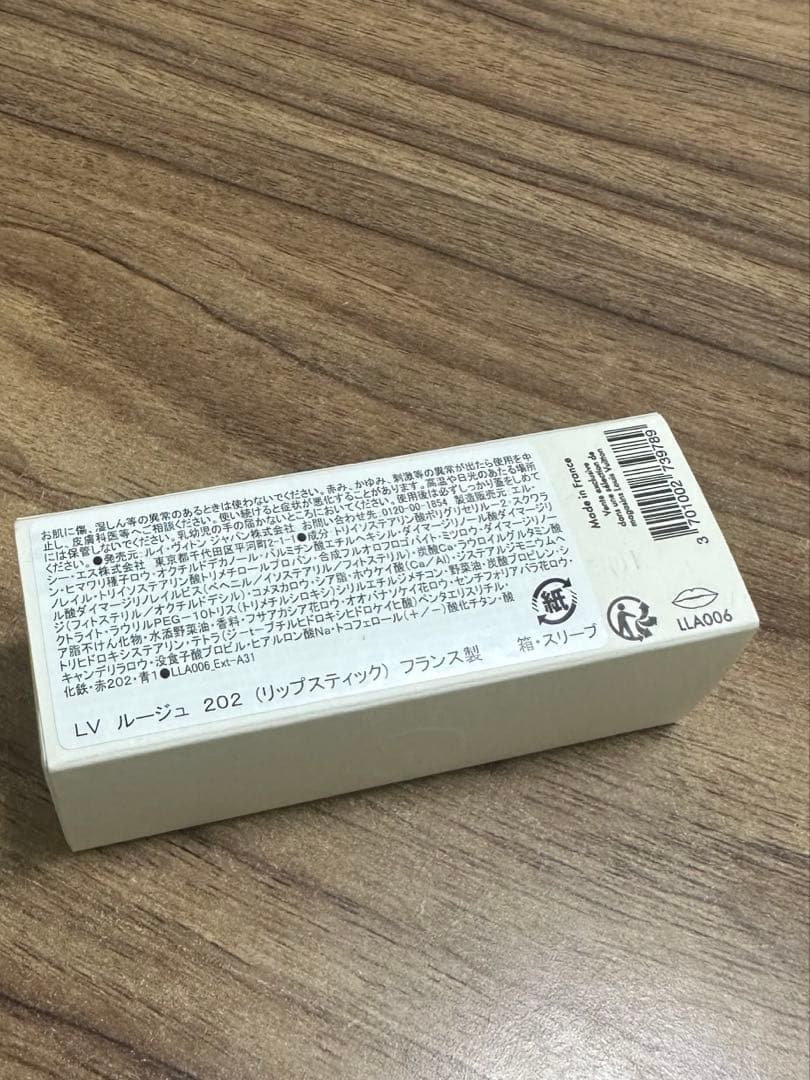 お肌に傷、湿しん等の異常のあるときは使わないでください。赤み、かゆみ、刺激等の異常が出たら使用を中
止し、皮膚科医等へご相談ください。使い続けると症状が悪化することがあります。高温や日光のあたる場所
には保管しないでください。乳幼児の手の届かないところにおいてください。使用後は必ずしっかり蓋をしめて
ください。●発売元 ルイ・ヴィトン ジャパン株式会社 お問い合わせ先 0120-00-1854 製造販売元 エル・
シー・エス株式会社 東京都千代田区平河町2-1-1●成分：トリイソステアリン酸ポリグリセリル-2・スクワラ
ン・ヒマワリ種子ロウ・オクチルドデカノール・パルミチン酸エチルヘキシル・ダイマージリノール酸ダイマージリ
ノレイル・トリイソステアリン酸トリメチロールプロパン・合成フルオロフロゴパイト・ミツロウ・ダイマージリノー
ル酸ダイマージリノレイルビス（ベヘニル／イソステアリル／フィトステリル）・炭酸Ca・ラウロイルグルタミン酸
ジ（フィトステリル／オクチルドデシル）・コメヌカロウ・シア脂・ホウケイ酸（Ca／Al）・ジステアルジモニウムヘ
クトライト・ラウリルPEG-10トリス（トリメチルシロキシ）シリルエチルジメチコン・野菜油・炭酸プロピレン・シ
ア脂不けん化物・水添野菜油・香料・フサアカシア花ロウ・オオバナソケイ花ロウ・センチフォリアバラ花ロウ・
トリヒドロキシステアリン・テトラ（ジ-t-ブチルヒドロキシヒドロケイヒ酸）ペンタエリスリチル・
キャンデリラロウ・没食子酸プロピル・ヒアルロン酸Na・トコフェロール（＋／－）酸化チタン・酸
化鉄・赤202・青1●LLA006_Ext-A31
LV ルージュ 202（リップスティック）フランス製
紙
箱・スリーブ
Made in France
Vente exclusive
dans les stores de
magasins Louis Vuitton
3 701002 739789
LLA006